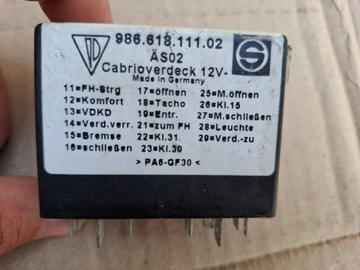 986.618.111.02
ÄS02
Cabrioverdeck 12V-
Made in Germany
11=FH-Strg 17=öffnen 25=M.öffnen
12=Komfort 18=Tacho 26=Kl.15
13=VDKD 19=Entr. 27=M.schließen
14=Verd.verr. 21=zum FH 28=Leuchte
15=Bremse 22=Kl.31 29=Verd.-zu
16=schließen 23=Kl.30
>PA6-GF30<